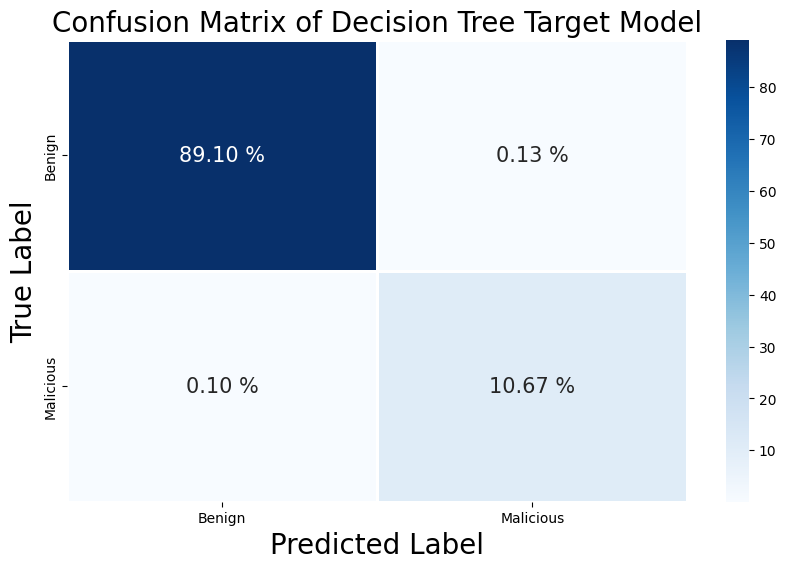 Confusion Matrix of Decision Tree Target Model
True Label
Benign
Malicious
89.10 %
0.13 %
0.10 %
10.67 %
Benign
Malicious
Predicted Label
80
70
60
50
40
30
20
10